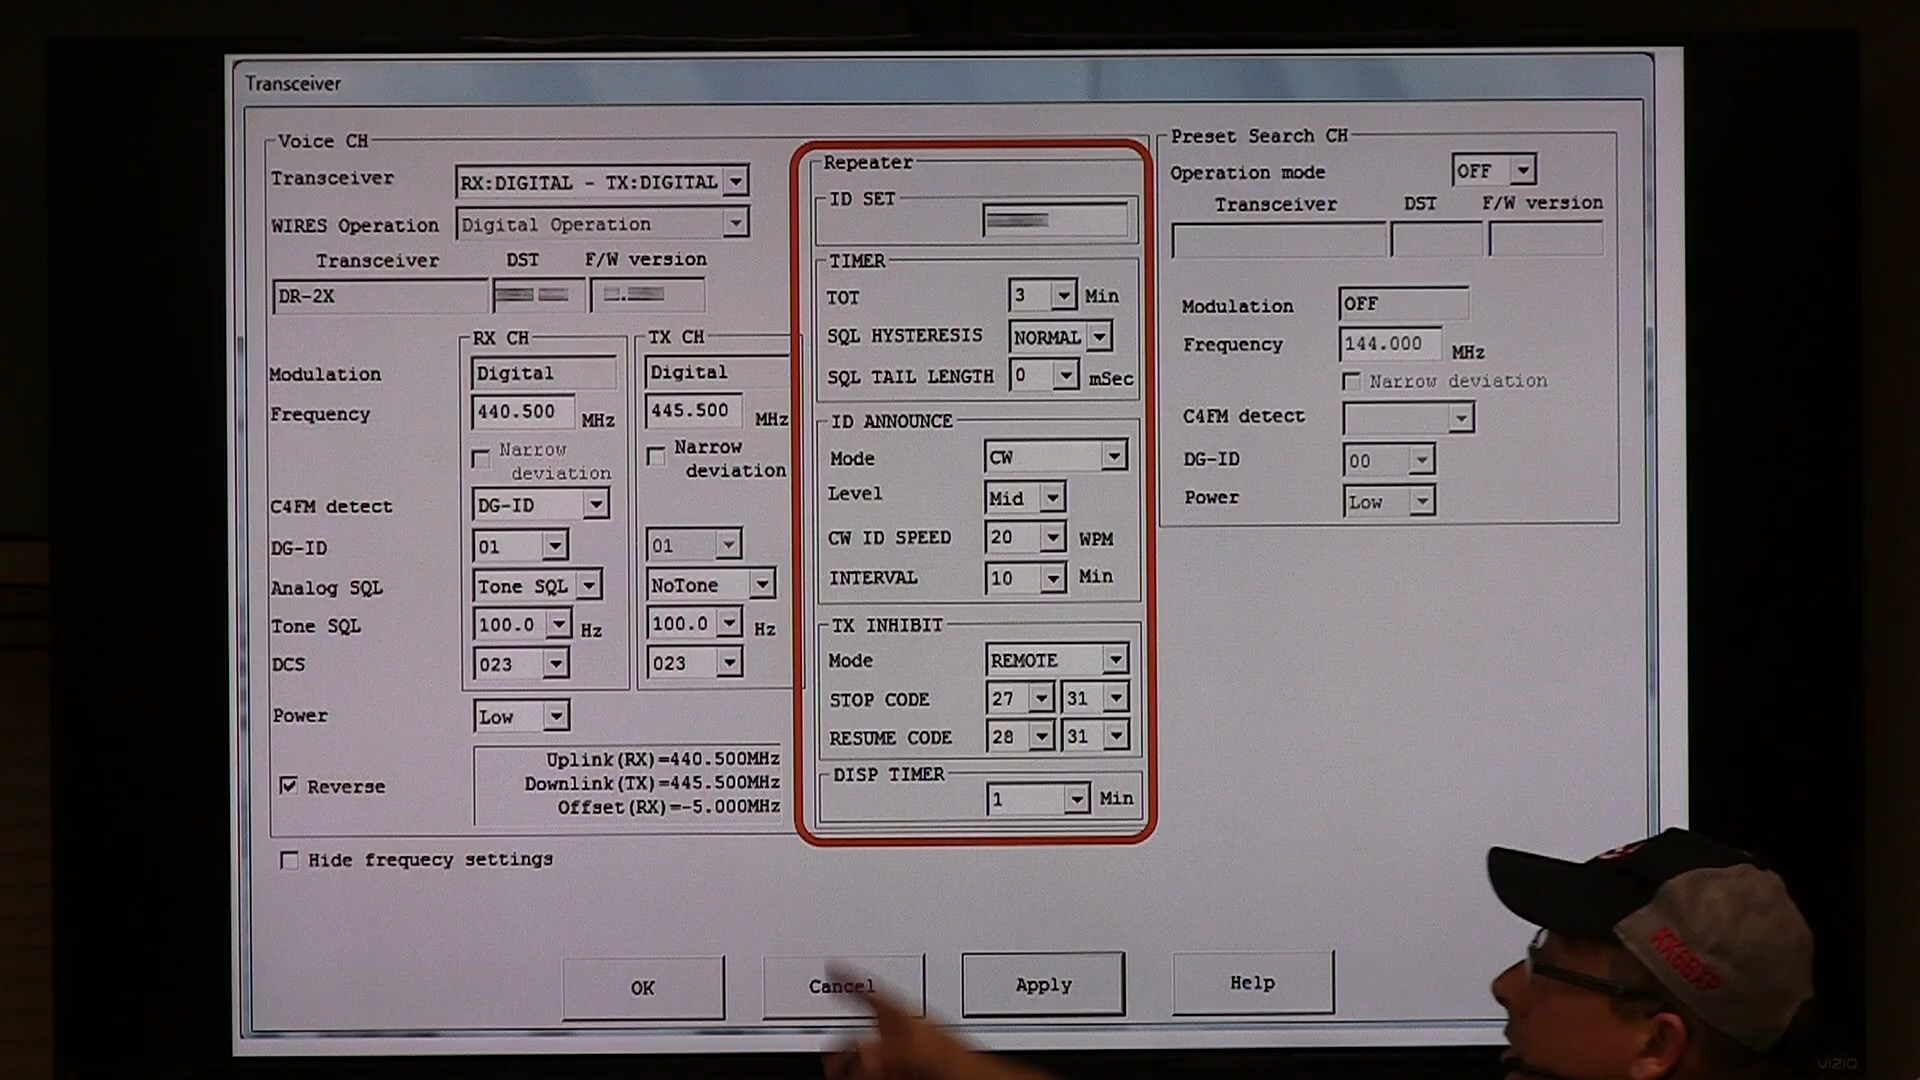 Transceiver
Voice CH
Transceiver RX:DIGITAL - TX:DIGITAL
WIRES Operation Digital Operation
Transceiver DST F/W version
DR-2X
RX CH TX CH
Modulation Digital Digital
Frequency 440.500 MHz 445.500 MHz
Narrow deviation Narrow deviation
C4FM detect DG-ID
DG-ID 01 01
Analog SQL Tone SQL NoTone
Tone SQL 100.0 Hz 100.0 Hz
DCS 023 023
Power Low
Uplink(RX)=440.500MHz
Downlink(TX)=445.500MHz
Offset(RX)=-5.000MHz
Reverse
Hide frequecy settings
Repeater
ID SET
TIMER
TOT 3 Min
SQL HYSTERESIS NORMAL
SQL TAIL LENGTH 0 mSec
ID ANNOUNCE
Mode CW
Level Mid
CW ID SPEED 20 WPM
INTERVAL 10 Min
TX INHIBIT
Mode REMOTE
STOP CODE 27 31
RESUME CODE 28 31
DISP TIMER
1 Min
Preset Search CH
Operation mode OFF
Transceiver DST F/W version
Modulation OFF
Frequency 144.000 MHz
Narrow deviation
C4FM detect
DG-ID 00
Power Low
OK Cancel Apply Help
VIZIO